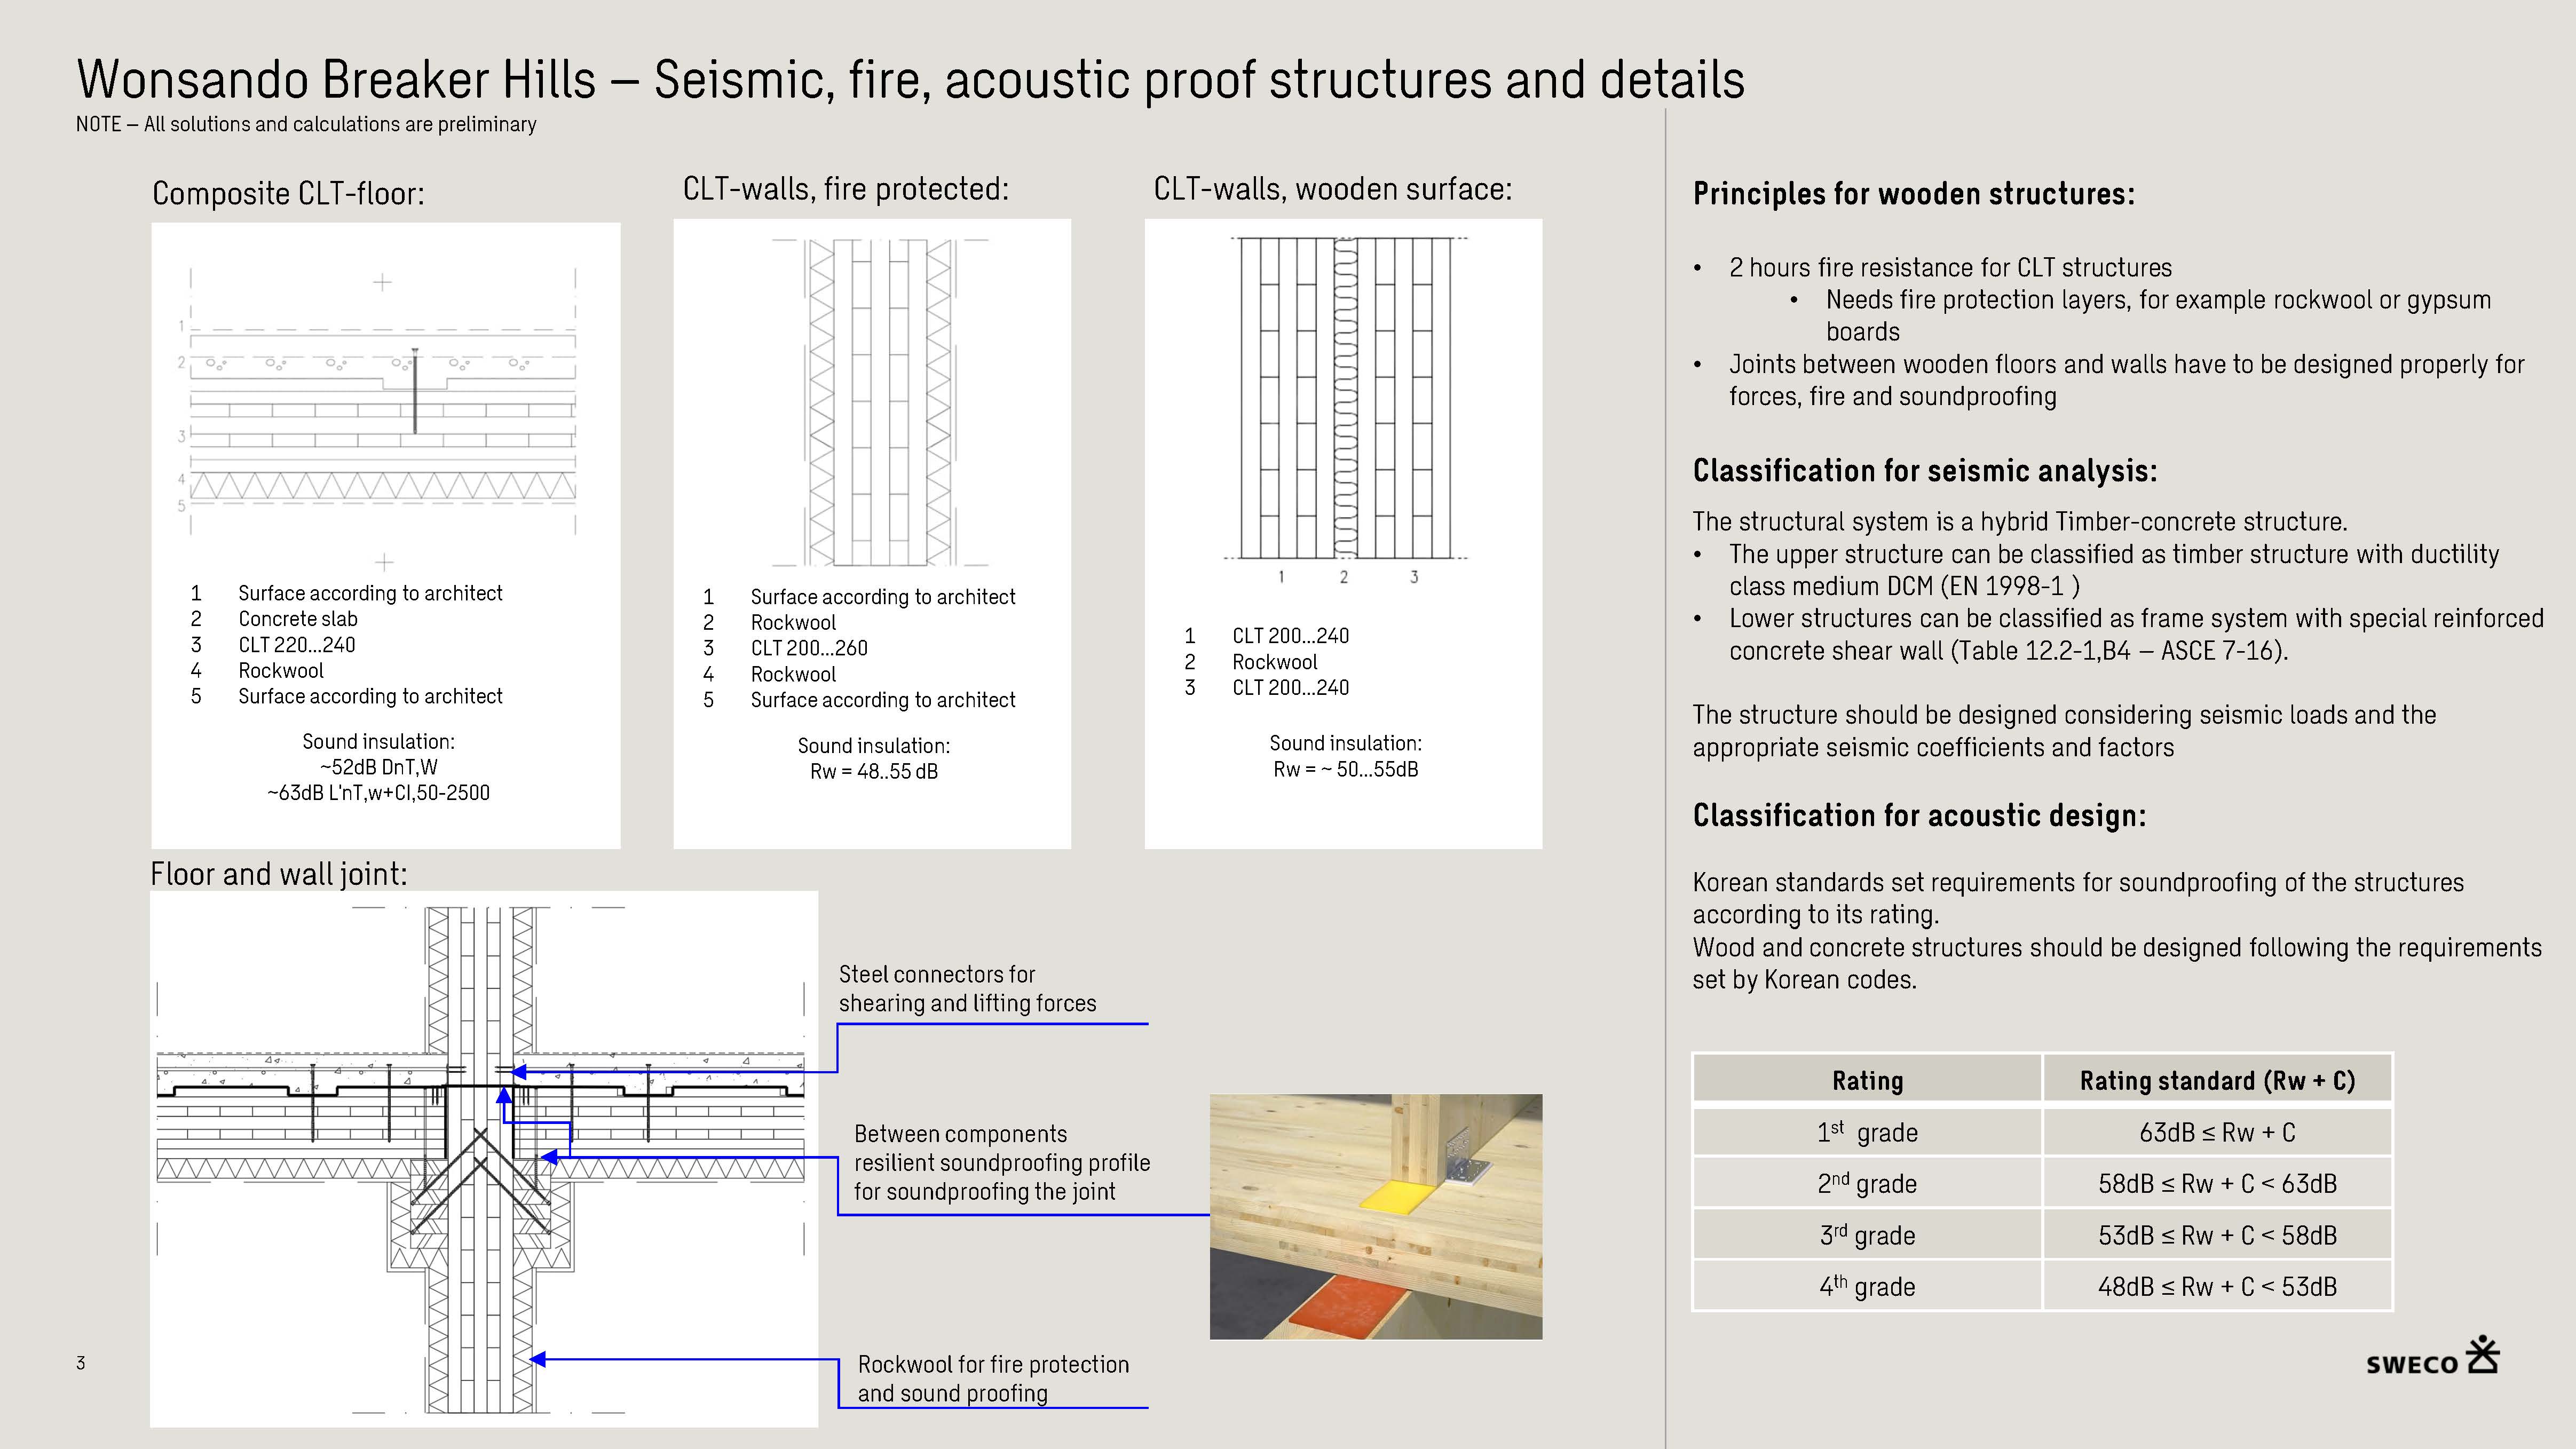 Wonsando Breaker Hills – Seismic, fire, acoustic proof structures and details
NOTE – All solutions and calculations are preliminary
Composite CLT-floor:
1
2
3
4
5
1 Surface according to architect
2 Concrete slab
3 CLT 220...240
4 Rockwool
5 Surface according to architect
Sound insulation:
~52dB DnT,W
~63dB L'nT,w+CI,50-2500
CLT-walls, fire protected:
1 Surface according to architect
2 Rockwool
3 CLT 200...260
4 Rockwool
5 Surface according to architect
Sound insulation:
Rw = 48..55 dB
CLT-walls, wooden surface:
1 2 3
1 CLT 200...240
2 Rockwool
3 CLT 200...240
Sound insulation:
Rw = ~ 50...55dB
Floor and wall joint:
Steel connectors for
shearing and lifting forces
Between components
resilient soundproofing profile
for soundproofing the joint
Rockwool for fire protection
and sound proofing
3
Principles for wooden structures:
• 2 hours fire resistance for CLT structures
• Needs fire protection layers, for example rockwool or gypsum
boards
• Joints between wooden floors and walls have to be designed properly for
forces, fire and soundproofing
Classification for seismic analysis:
The structural system is a hybrid Timber-concrete structure.
• The upper structure can be classified as timber structure with ductility
class medium DCM (EN 1998-1 )
• Lower structures can be classified as frame system with special reinforced
concrete shear wall (Table 12.2-1,B4 – ASCE 7-16).
The structure should be designed considering seismic loads and the
appropriate seismic coefficients and factors
Classification for acoustic design:
Korean standards set requirements for soundproofing of the structures
according to its rating.
Wood and concrete structures should be designed following the requirements
set by Korean codes.
Rating Rating standard (Rw + C)
1st grade 63dB ≤ Rw + C
2nd grade 58dB ≤ Rw + C < 63dB
3rd grade 53dB ≤ Rw + C < 58dB
4th grade 48dB ≤ Rw + C < 53dB
SWECO